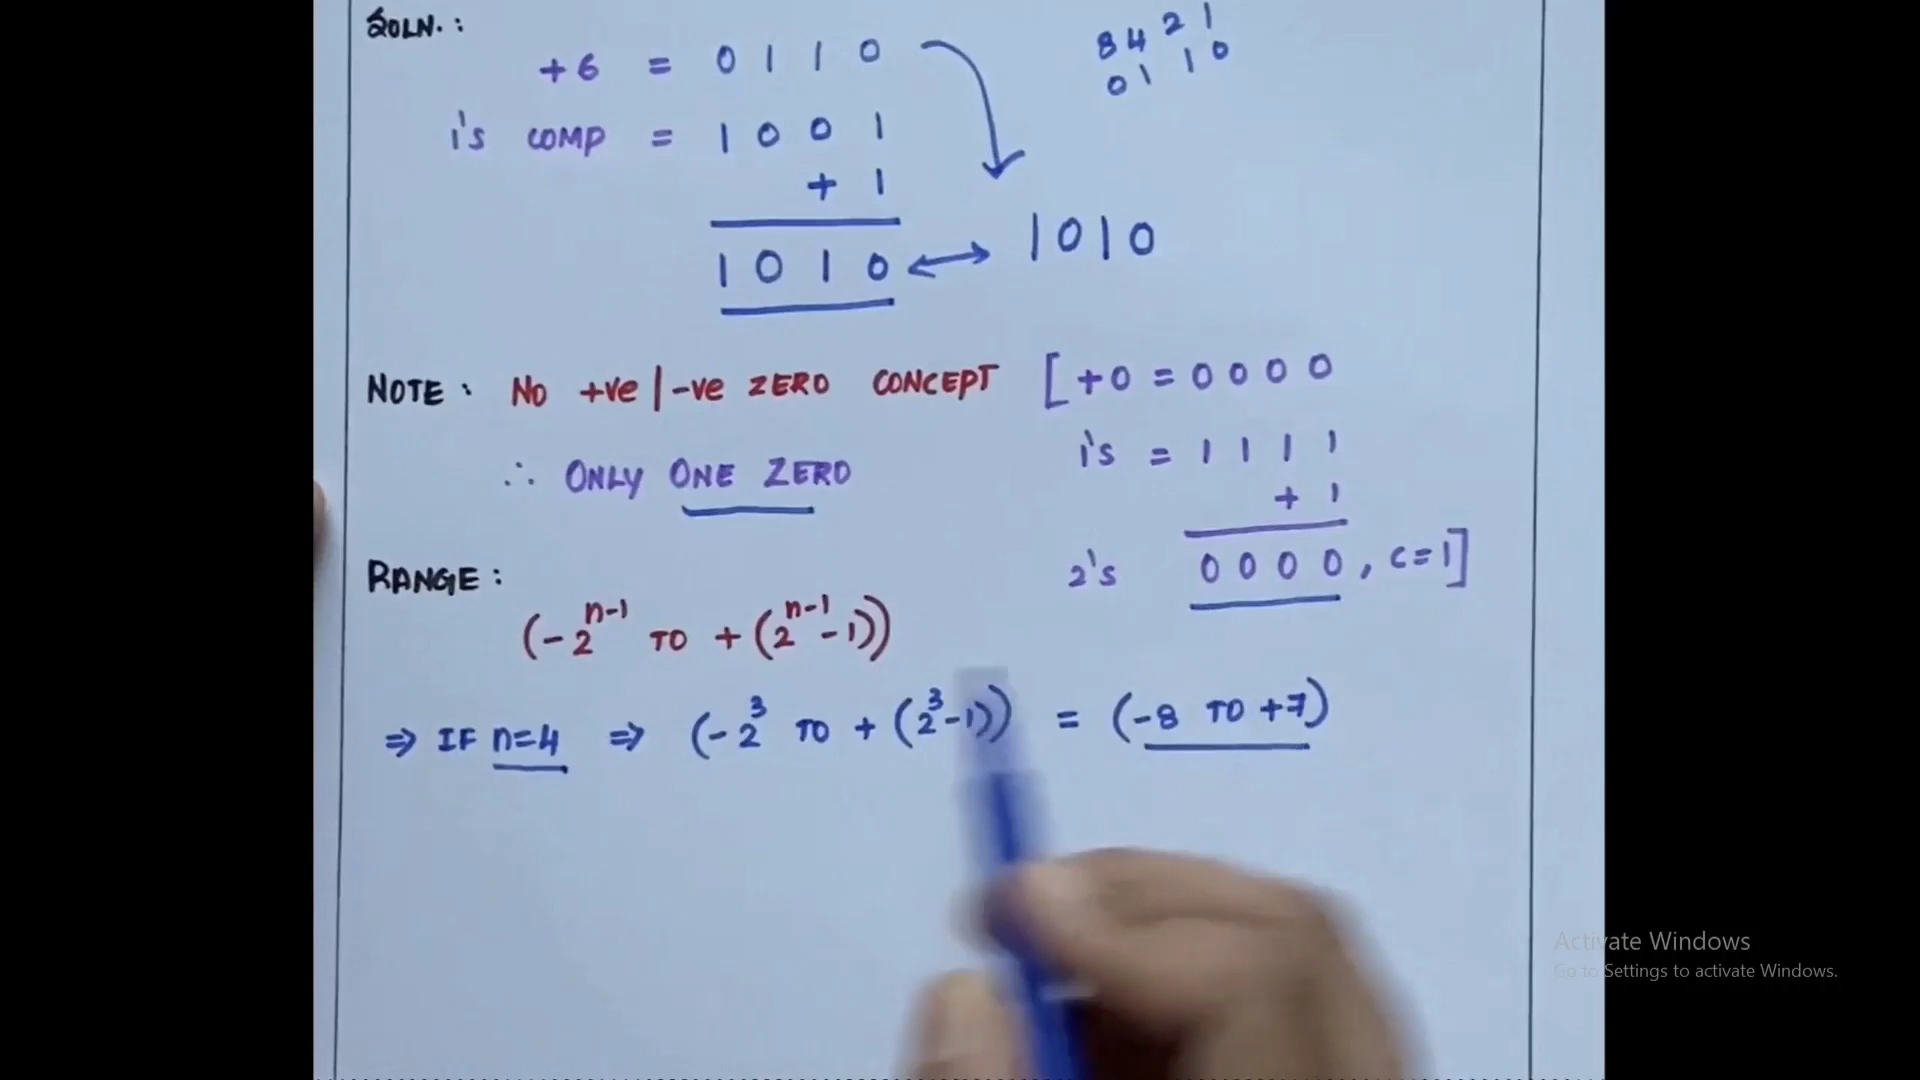 SOLN. :
8 4 2 1
+6 = 0 1 1 0
0 1 1 0
1's COMP = 1 0 0 1
+ 1
1 0 1 0 ↔ 1 0 1 0
NOTE : NO +ve | -ve ZERO CONCEPT [ +0 = 0 0 0 0
1's = 1 1 1 1
∴ ONLY ONE ZERO
+ 1
2's 0 0 0 0 , C = 1 ]
RANGE :
(-2^{n-1} TO + (2^{n-1} - 1))
⇒ IF n=4 ⇒ (-2^3 TO + (2^3 - 1)) = (-8 TO +7)
Activate Windows
Go to Settings to activate Windows.